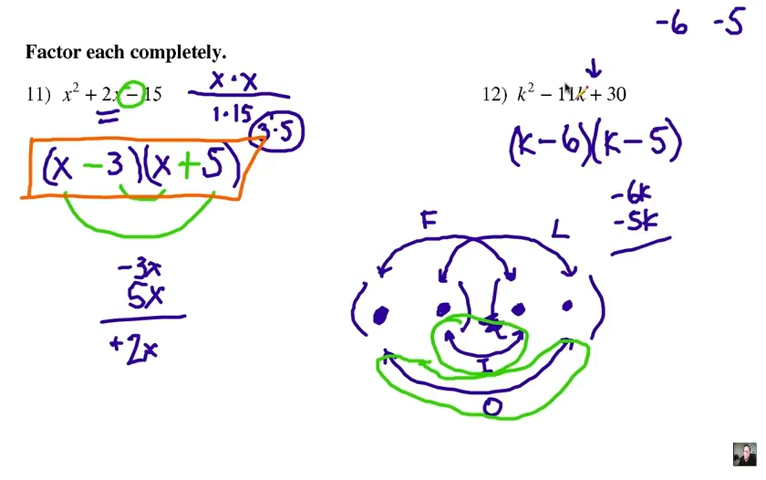 -6 -5
Factor each completely.
11) x² + 2x − 15
x·x
1·15
3·5
(x − 3)(x + 5)
-3x
5x
+2x
12) k² − 11k + 30
(k − 6)(k − 5)
-6k
-5k
F L
I
O